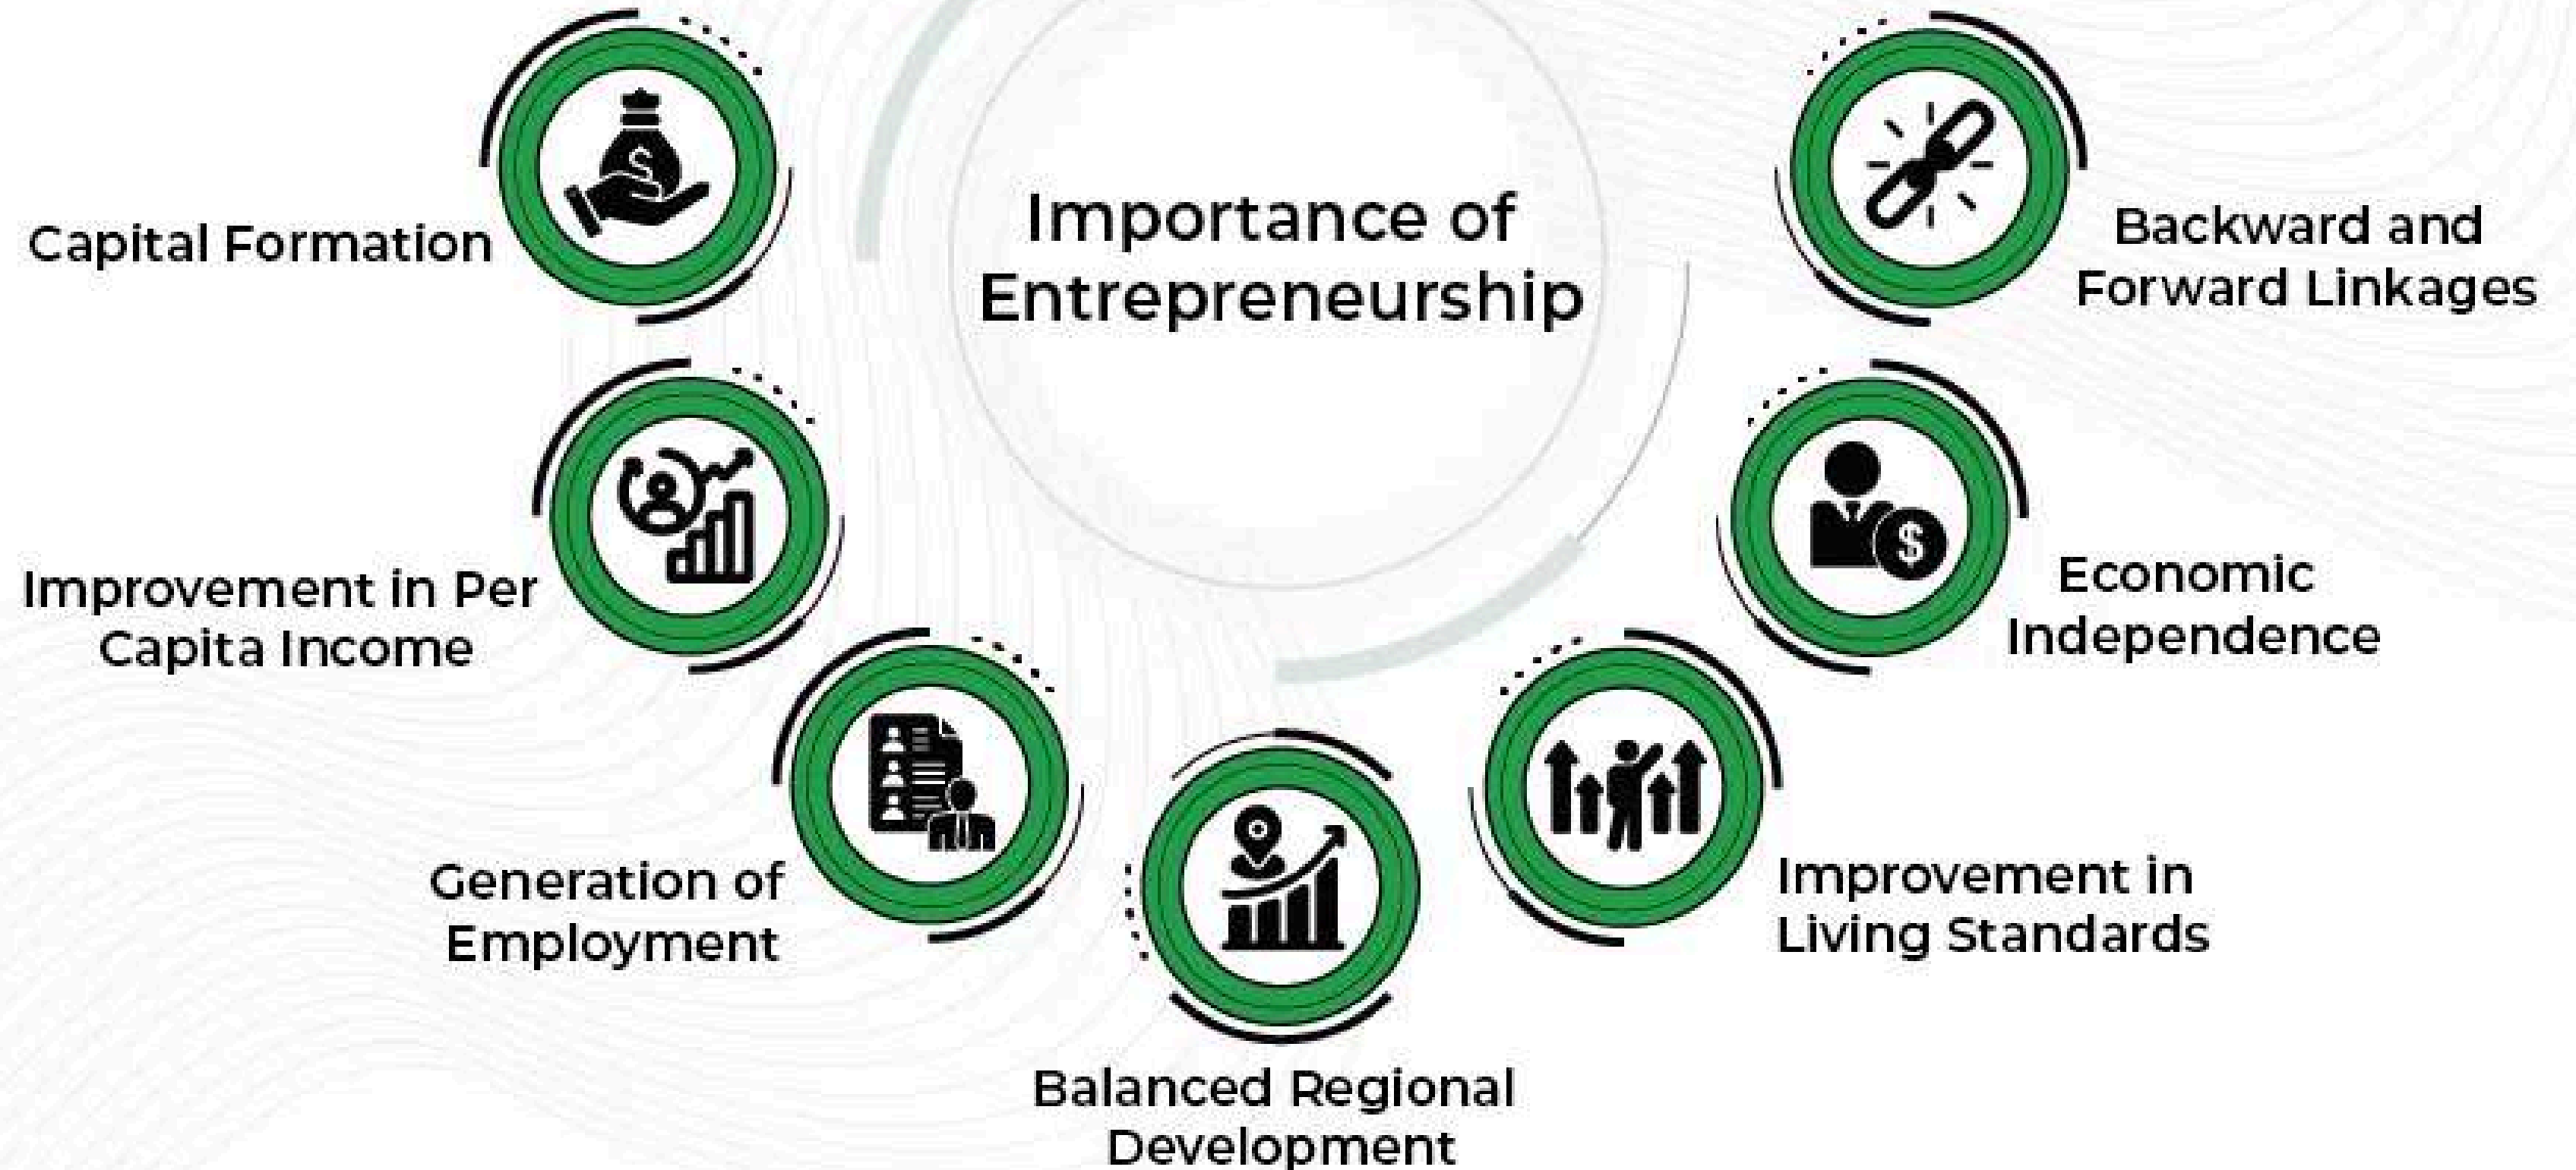 Importance of
Entrepreneurship
Capital Formation
Improvement in Per
Capita Income
Generation of
Employment
Balanced Regional
Development
Improvement in
Living Standards
Economic
Independence
Backward and
Forward Linkages
$
$